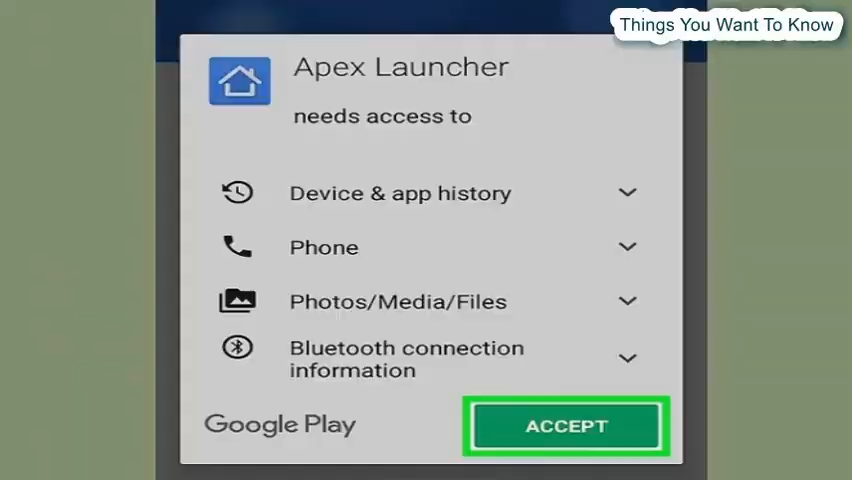 Things You Want To Know
Apex Launcher
needs access to
Device & app history
Phone
Photos/Media/Files
Bluetooth connection
information
Google Play
ACCEPT